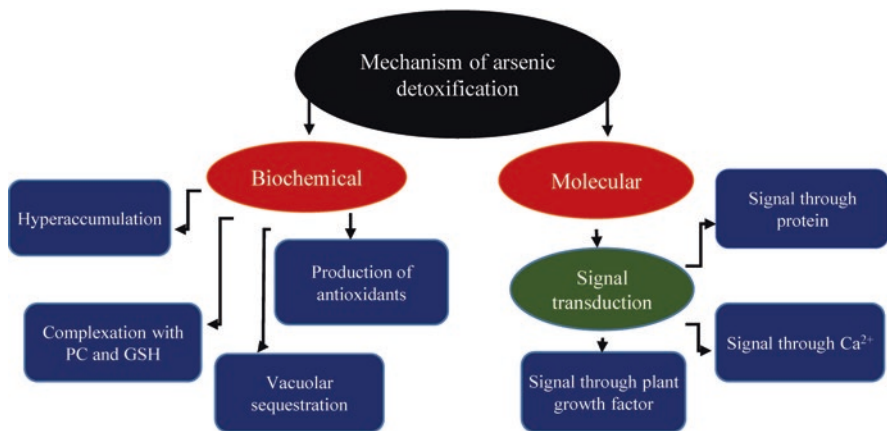 Mechanism of arsenic
detoxification
Biochemical
Molecular
Hyperaccumulation
Signal through
protein
Production of
antioxidants
Signal
transduction
Complexation with
PC and GSH
Signal through Ca²⁺
Vacuolar
sequestration
Signal through plant
growth factor